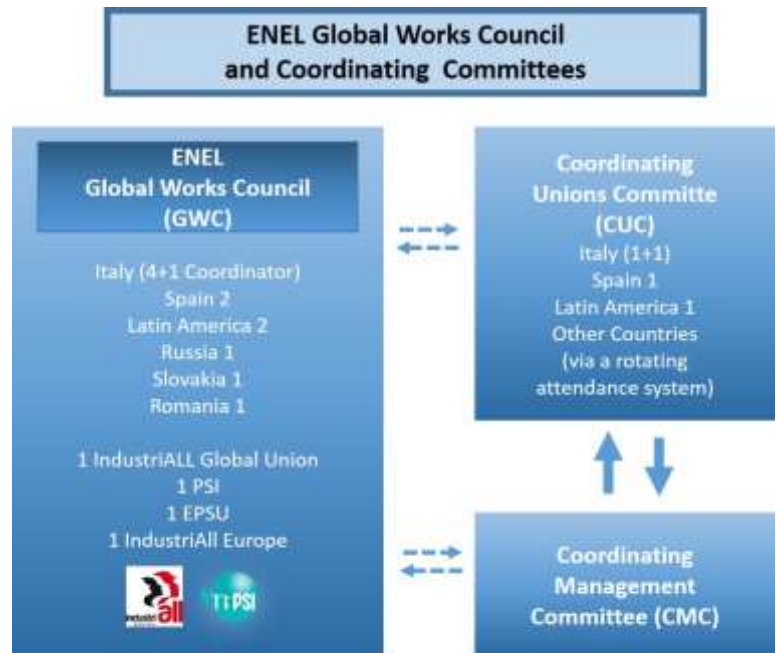 ENEL Global Works Council
and Coordinating Committees
ENEL
Global Works Council
(GWC)
Italy (4+1 Coordinator)
Spain 2
Latin America 2
Russia 1
Slovakia 1
Romania 1
1 IndustriALL Global Union
1 PSI
1 EPSU
1 IndustriAll Europe
industri
all
PSI
Coordinating
Unions Committe
(CUC)
Italy (1+1)
Spain 1
Latin America 1
Other Countries
(via a rotating
attendance system)
Coordinating
Management
Committee (CMC)